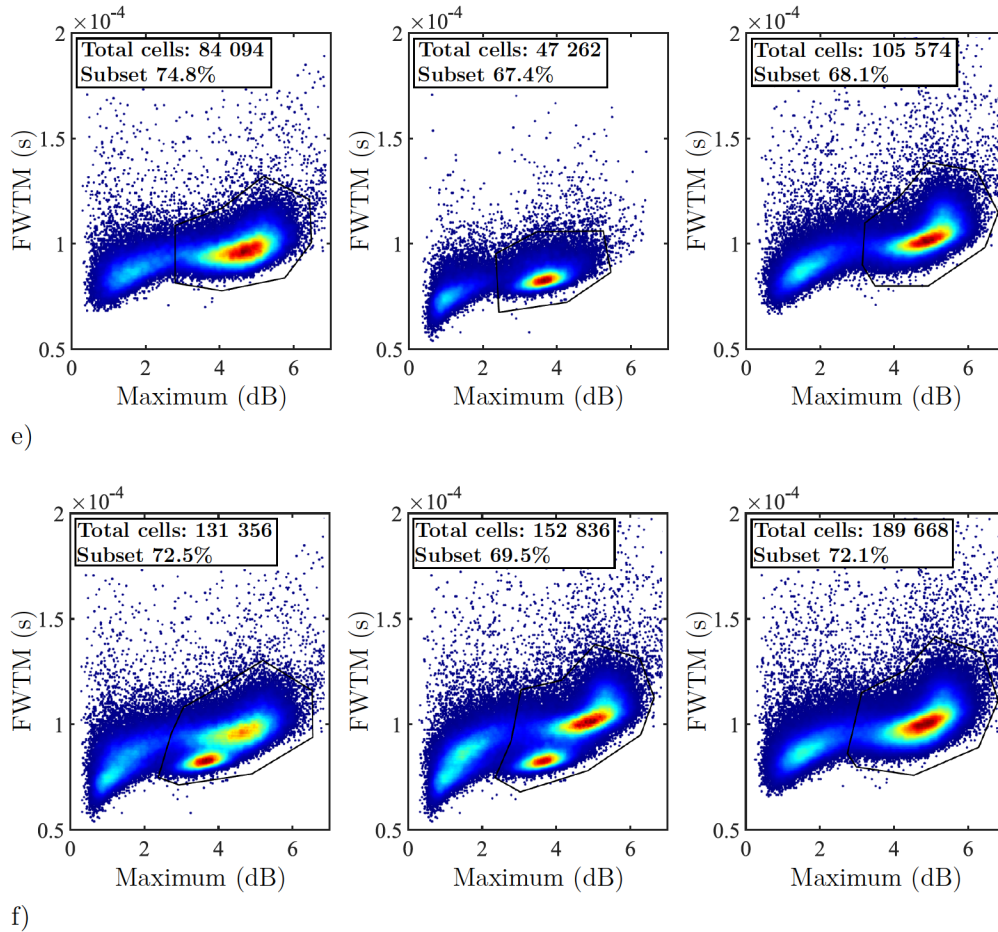 ×10⁻⁴ ×10⁻⁴ ×10⁻⁴
2 2 2
Total cells: 84 094
Subset 74.8%
Total cells: 47 262
Subset 67.4%
Total cells: 105 574
Subset 68.1%
1.5 1.5 1.5
FWTM (s) FWTM (s) FWTM (s)
1 1 1
0.5 0.5 0.5
0 2 4 6 0 2 4 6 0 2 4 6
Maximum (dB) Maximum (dB) Maximum (dB)
e)
×10⁻⁴ ×10⁻⁴ ×10⁻⁴
2 2 2
Total cells: 131 356
Subset 72.5%
Total cells: 152 836
Subset 69.5%
Total cells: 189 668
Subset 72.1%
1.5 1.5 1.5
FWTM (s) FWTM (s) FWTM (s)
1 1 1
0.5 0.5 0.5
0 2 4 6 0 2 4 6 0 2 4 6
Maximum (dB) Maximum (dB) Maximum (dB)
f)